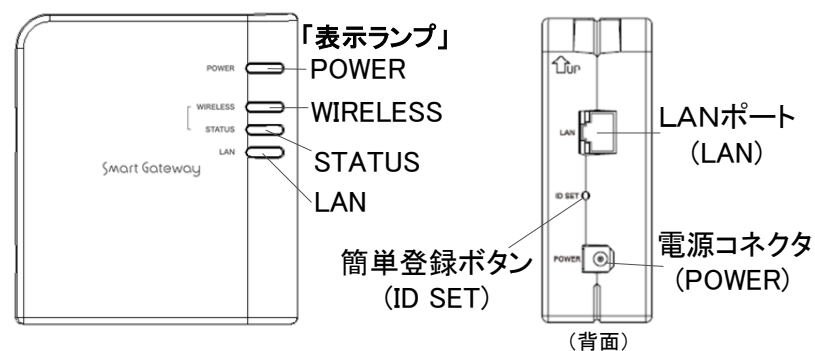 「表示ランプ」
POWER
POWER
WIRELESS
WIRELESS
STATUS
STATUS
LAN
LAN
Smart Gateway
UP
LAN
LANポート
(LAN)
ID SET
簡単登録ボタン
(ID SET)
POWER
電源コネクタ
(POWER)
(背面)